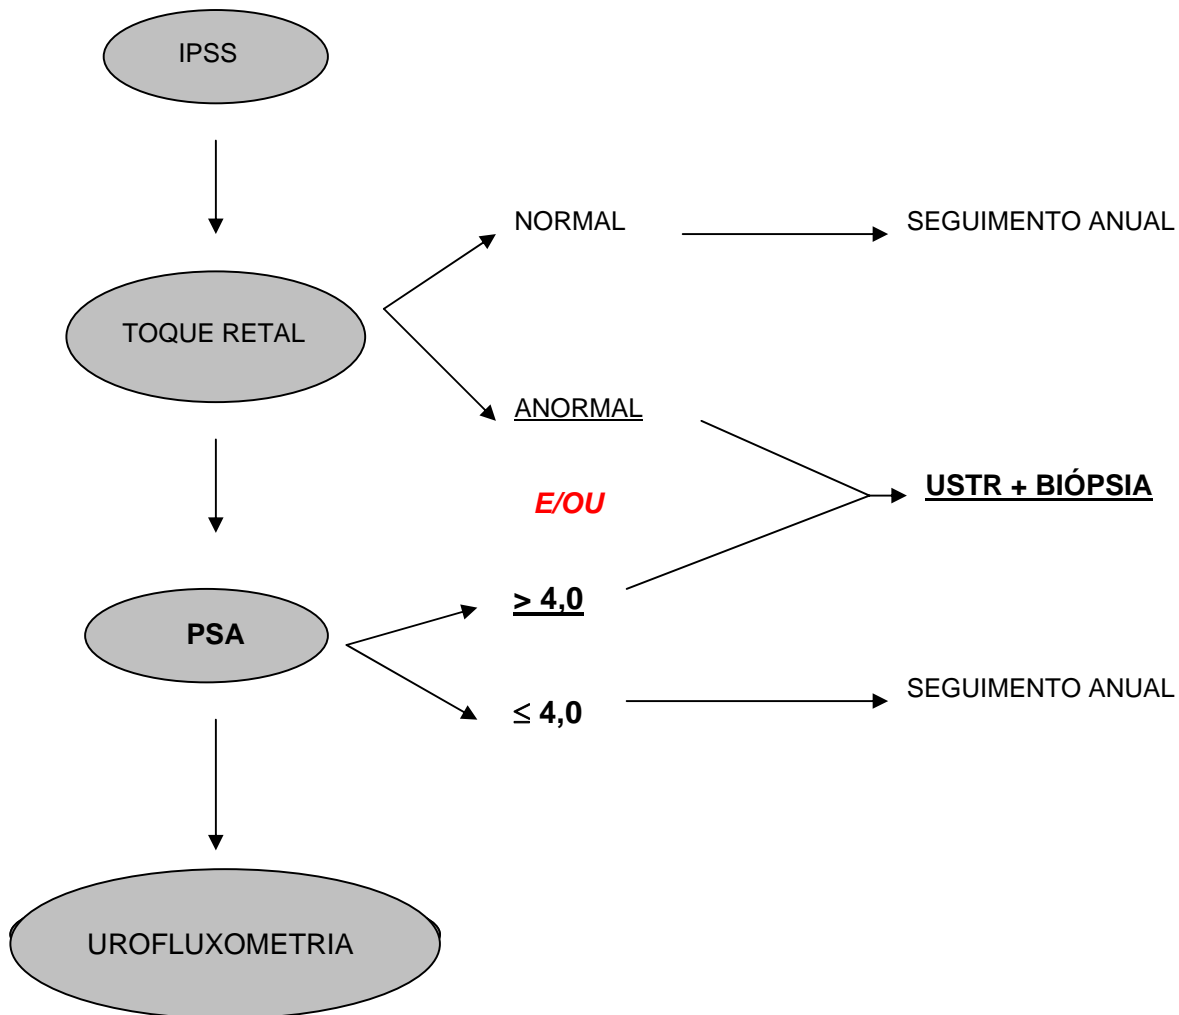 IPSS
NORMAL
SEGUIMENTO ANUAL
TOQUE RETAL
ANORMAL
USTR + BIÓPSIA
E/OU
> 4,0
PSA
SEGUIMENTO ANUAL
≤ 4,0
UROFLUXOMETRIA